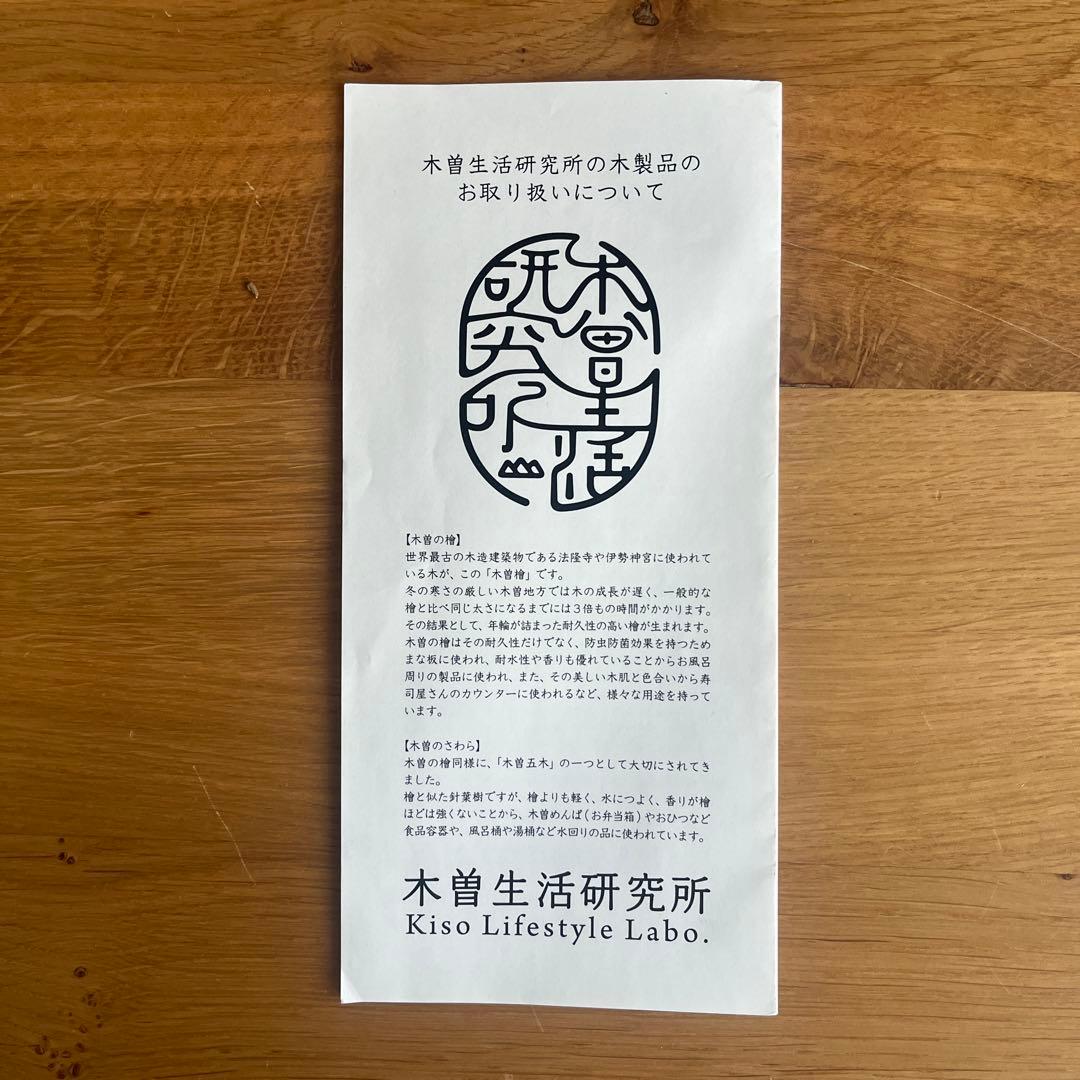 木曽生活研究所の木製品の
お取り扱いについて
木曽生活
研究所
【木曽の檜】
世界最古の木造建築物である法隆寺や伊勢神宮に使われて
いる木が、この「木曽檜」です。
冬の寒さの厳しい木曽地方では木の成長が遅く、一般的な
檜と比べ同じ太さになるまでには３倍もの時間がかかります。
その結果として、年輪が詰まった耐久性の高い檜が生まれます。
木曽の檜はその耐久性だけでなく、防虫防菌効果を持つため
まな板に使われ、耐水性や香りも優れていることからお風呂
周りの製品に使われ、また、その美しい木肌と色合いから寿
司屋さんのカウンターに使われるなど、様々な用途を持って
います。
【木曽のさわら】
木曽の檜同様に、「木曽五木」の一つとして大切にされてき
ました。
檜と似た針葉樹ですが、檜よりも軽く、水につよく、香りが檜
ほどは強くないことから、木曽めんぱ（お弁当箱）やおひつなど
食品容器や、風呂桶や湯桶など水回りの品に使われています。
木曽生活研究所
Kiso Lifestyle Labo.